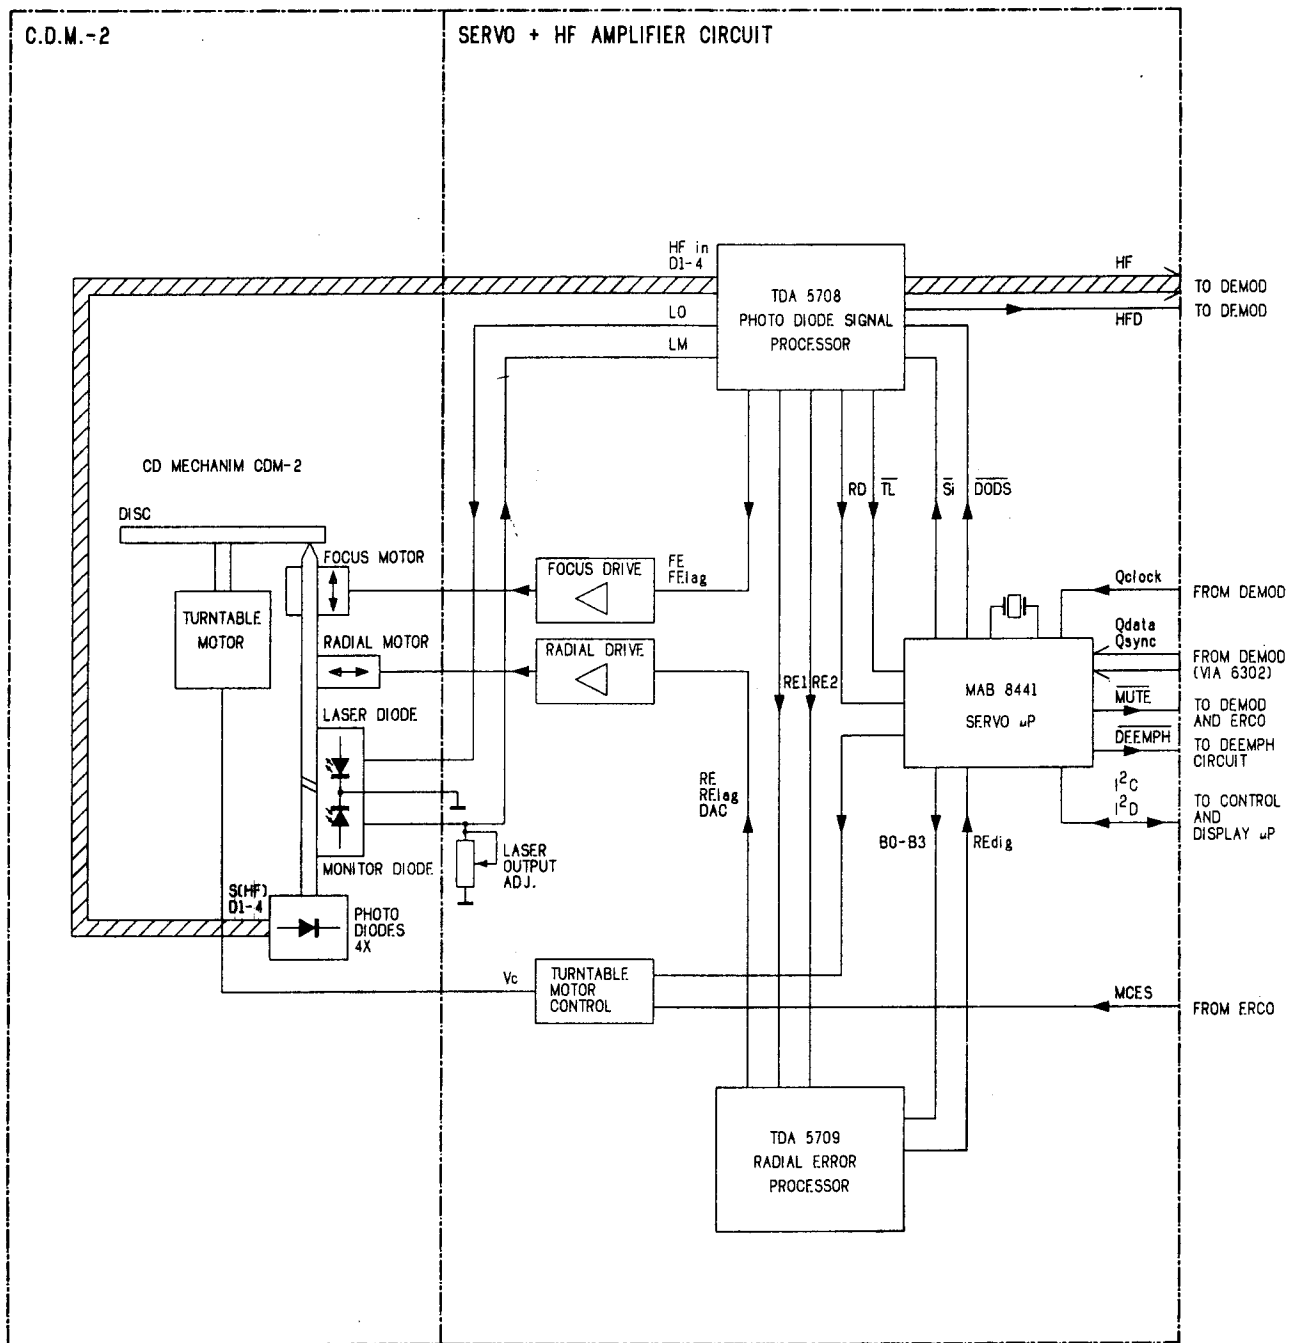 C.D.M.-2
SERVO + HF AMPLIFIER CIRCUIT
HF in
D1-4
TDA 5708
PHOTO DIODE SIGNAL
PROCESSOR
HF
TO DEMOD
HFD
TO DEMOD
LO
LM
CD MECHANIM CDM-2
DISC
FOCUS MOTOR
TURNTABLE
MOTOR
RADIAL MOTOR
LASER DIODE
MONITOR DIODE
S(HF)
D1-4
PHOTO
DIODES
4X
FOCUS DRIVE
FE
FElag
RADIAL DRIVE
RD
TL
Si
DODS
RE1
RE2
RE
RElag
DAC
LASER
OUTPUT
ADJ.
Qclock
FROM DEMOD
Qdata
Qsync
FROM DEMOD
(VIA 6302)
MAB 8441
SERVO µP
MUTE
TO DEMOD
AND ERCO
DEEMPH
TO DEEMPH
CIRCUIT
I²C
I²D
TO CONTROL
AND
DISPLAY µP
B0-B3
REdig
Vc
TURNTABLE
MOTOR
CONTROL
MCES
FROM ERCO
TDA 5709
RADIAL ERROR
PROCESSOR